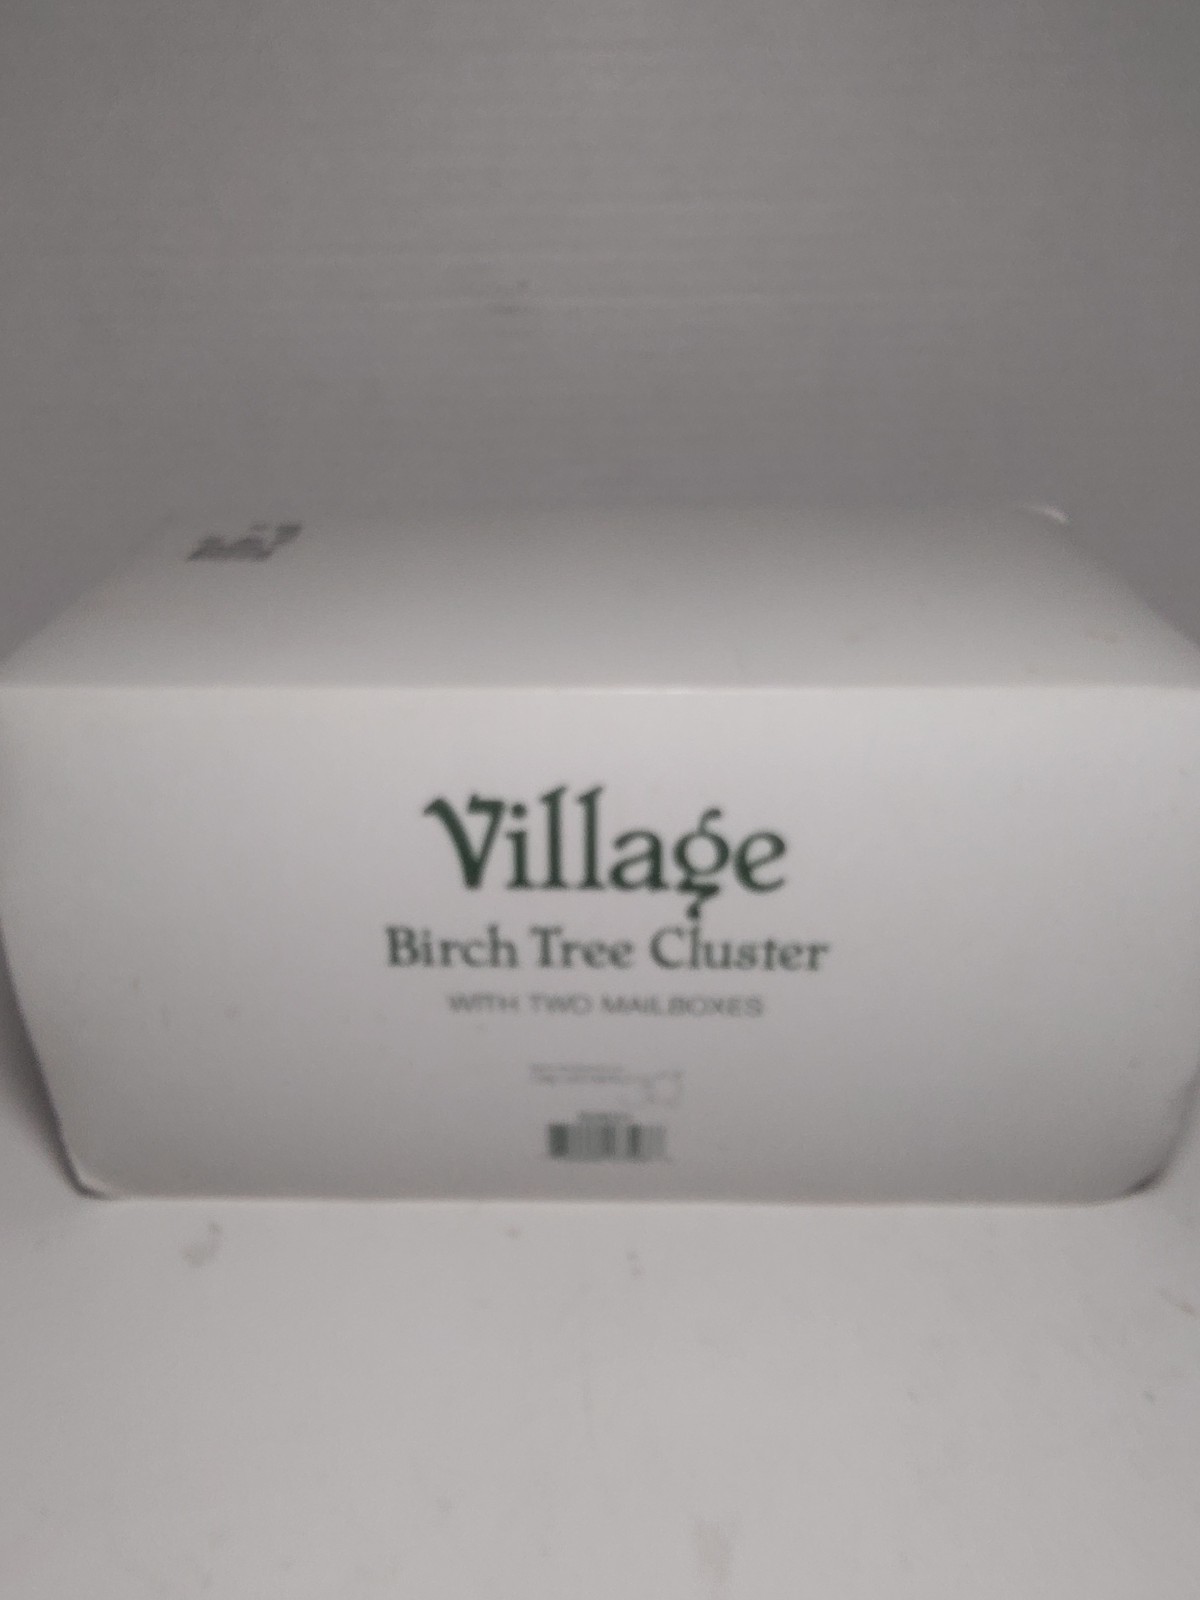 Village
Birch Tree Cluster
WITH TWO MAILBOXES